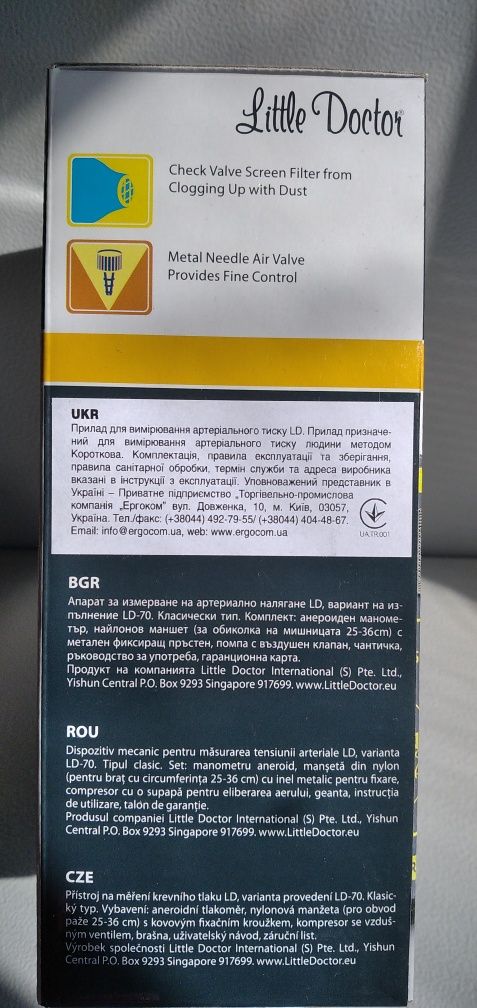 Little Doctor®
Check Valve Screen Filter from
Clogging Up with Dust
Metal Needle Air Valve
Provides Fine Control
UKR
Прилад для вимірювання артеріального тиску LD. Прилад призначе-
ний для вимірювання артеріального тиску людини методом
Короткова. Комплектація, правила експлуатації та зберігання,
правила санітарної обробки, термін служби та адреса виробника
вказані в інструкції з експлуатації. Уповноважений представник в
Україні – Приватне підприємство „Торгівельно-промислова
компанія „Ергоком" вул. Довженка, 10, м. Київ, 03057,
Україна. Тел./факс: (+38044) 492-79-55/ (+38044) 404-48-67.
Email: info@ergocom.ua, web: www.ergocom.ua
UA.TR.001
BGR
Апарат за измерване на артериално налягане LD, вариант на из-
пълнение LD-70. Класически тип. Комплект: анероиден маноме-
тър, найлонов маншет (за обиколка на мишницата 25-36cm) с
метален фиксиращ пръстен, помпа с въздушен клапан, чантичка,
ръководство за употреба, гаранционна карта.
Продукт на компанията Little Doctor International (S) Pte. Ltd.,
Yishun Central P.O. Box 9293 Singapore 917699. www.LittleDoctor.eu
ROU
Dispozitiv mecanic pentru măsurarea tensiunii arteriale LD, varianta
LD-70. Tipul clasic. Set: manometru aneroid, manșetă din nylon
(pentru braț cu circumferința 25-36 cm) cu inel metalic pentru fixare,
compresor cu o supapă pentru eliberarea aerului, geanta, instrucția
de utilizare, talón de garanție.
Produsul companiei Little Doctor International (S) Pte. Ltd., Yishun
Central P.O. Box 9293 Singapore 917699. www.LittleDoctor.eu
CZE
Přístroj na měření krevního tlaku LD, varianta provedení LD-70. Klasic-
ký typ. Vybavení: aneroidní tlakoměr, nylonová manžeta (pro obvod
paže 25-36 cm) s kovovým fixačním kroužkem, kompresor se vzduš-
ným ventilem, brašna, uživatelský návod, záruční list.
Výrobek společnosti Little Doctor International (S) Pte. Ltd., Yishun
Central P.O. Box 9293 Singapore 917699. www.LittleDoctor.eu